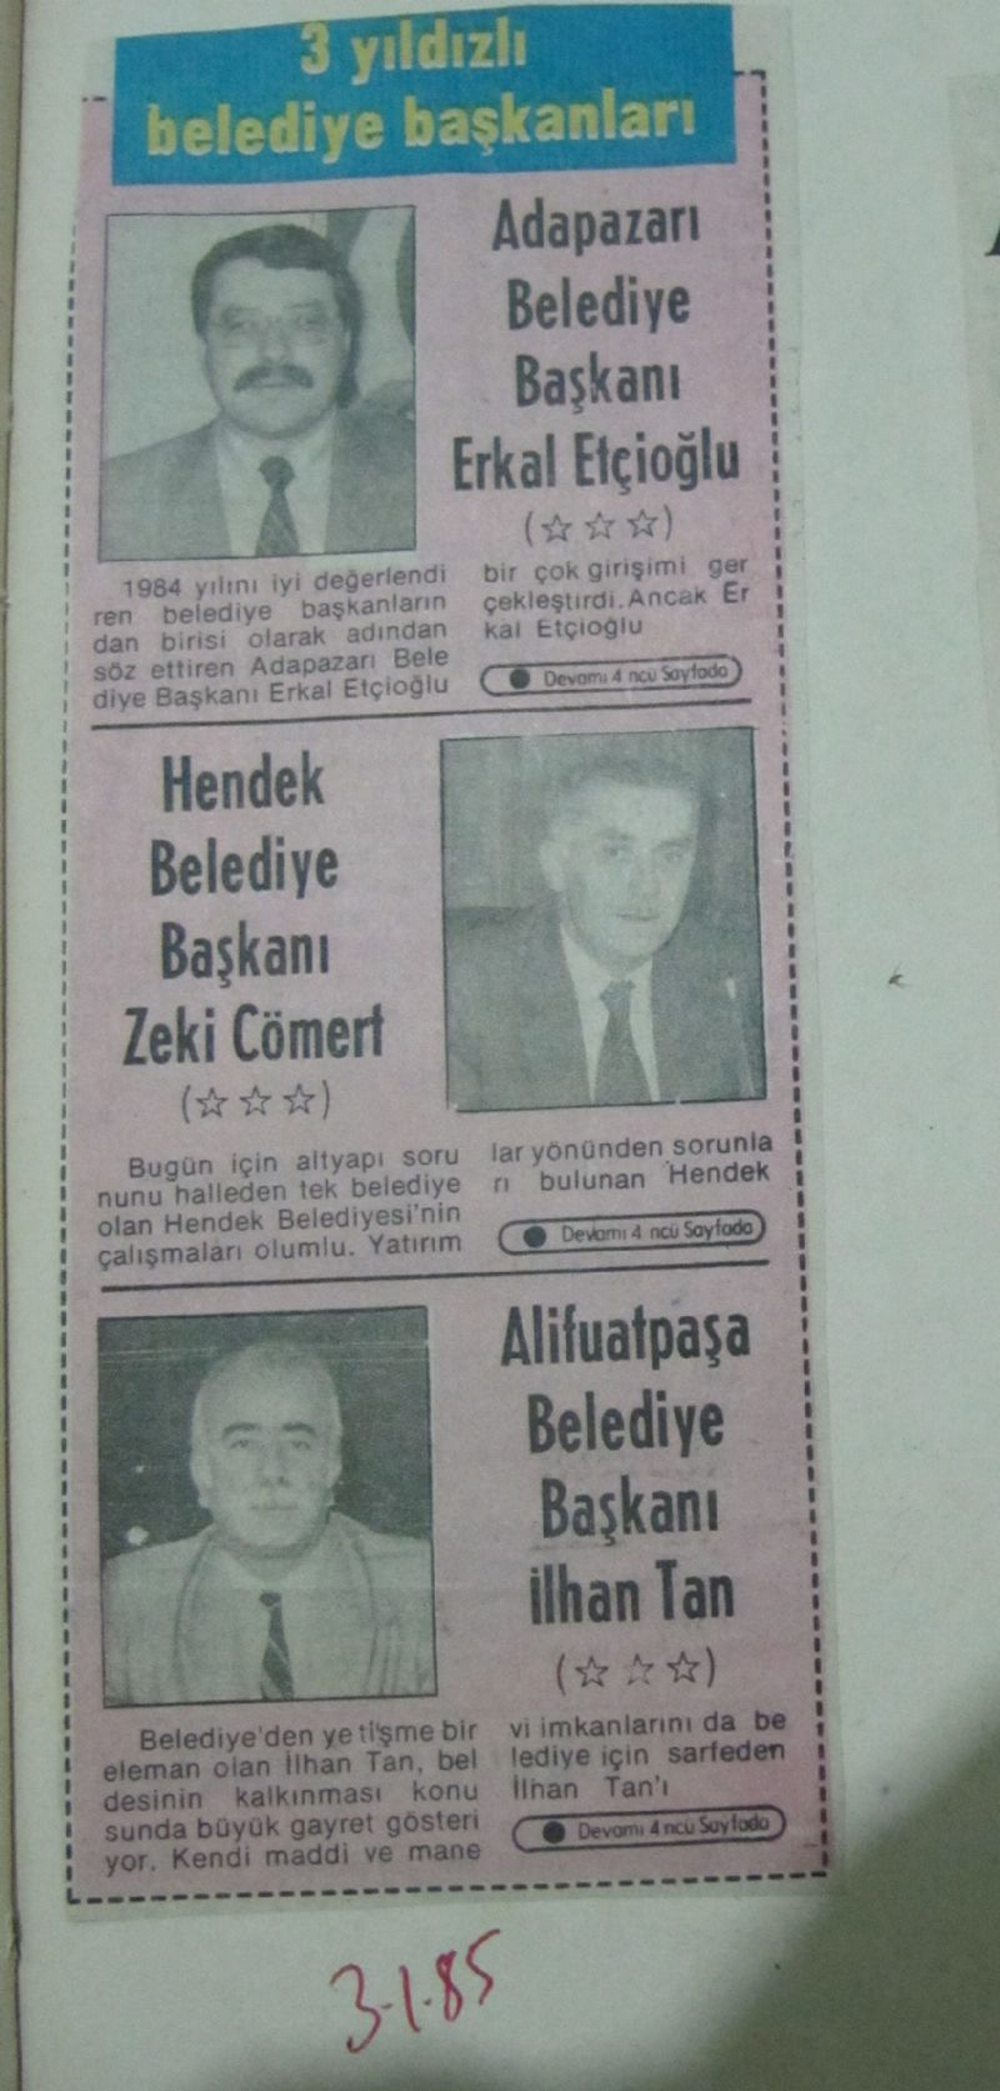 3 yıldızlı
belediye başkanları
Adapazarı
Belediye
Başkanı
Erkal Etçioğlu
(☆ ☆ ☆)
1984 yılını iyi değerlendi
ren belediye başkanların
dan birisi olarak adından
söz ettiren Adapazarı Bele
diye Başkanı Erkal Etçioğlu
bir çok girişimi ger
çekleştirdi. Ancak Er
kal Etçioğlu
● Devamı 4 ncü Sayfada
Hendek
Belediye
Başkanı
Zeki Cömert
(☆ ☆ ☆)
Bugün için altyapı soru
nunu halleden tek belediye
olan Hendek Belediyesi'nin
çalışmaları olumlu. Yatırım
lar yönünden sorunla
rı bulunan Hendek
● Devamı 4 ncü Sayfada
Alifuatpaşa
Belediye
Başkanı
İlhan Tan
(☆ ☆ ☆)
Belediye'den ye tişme bir
eleman olan İlhan Tan, bel
desinin kalkınması konu
sunda büyük gayret gösteri
yor. Kendi maddi ve mane
vi imkanlarını da be
lediye için sarfeden
İlhan Tan'ı
● Devamı 4 ncü Sayfada
3-1-85